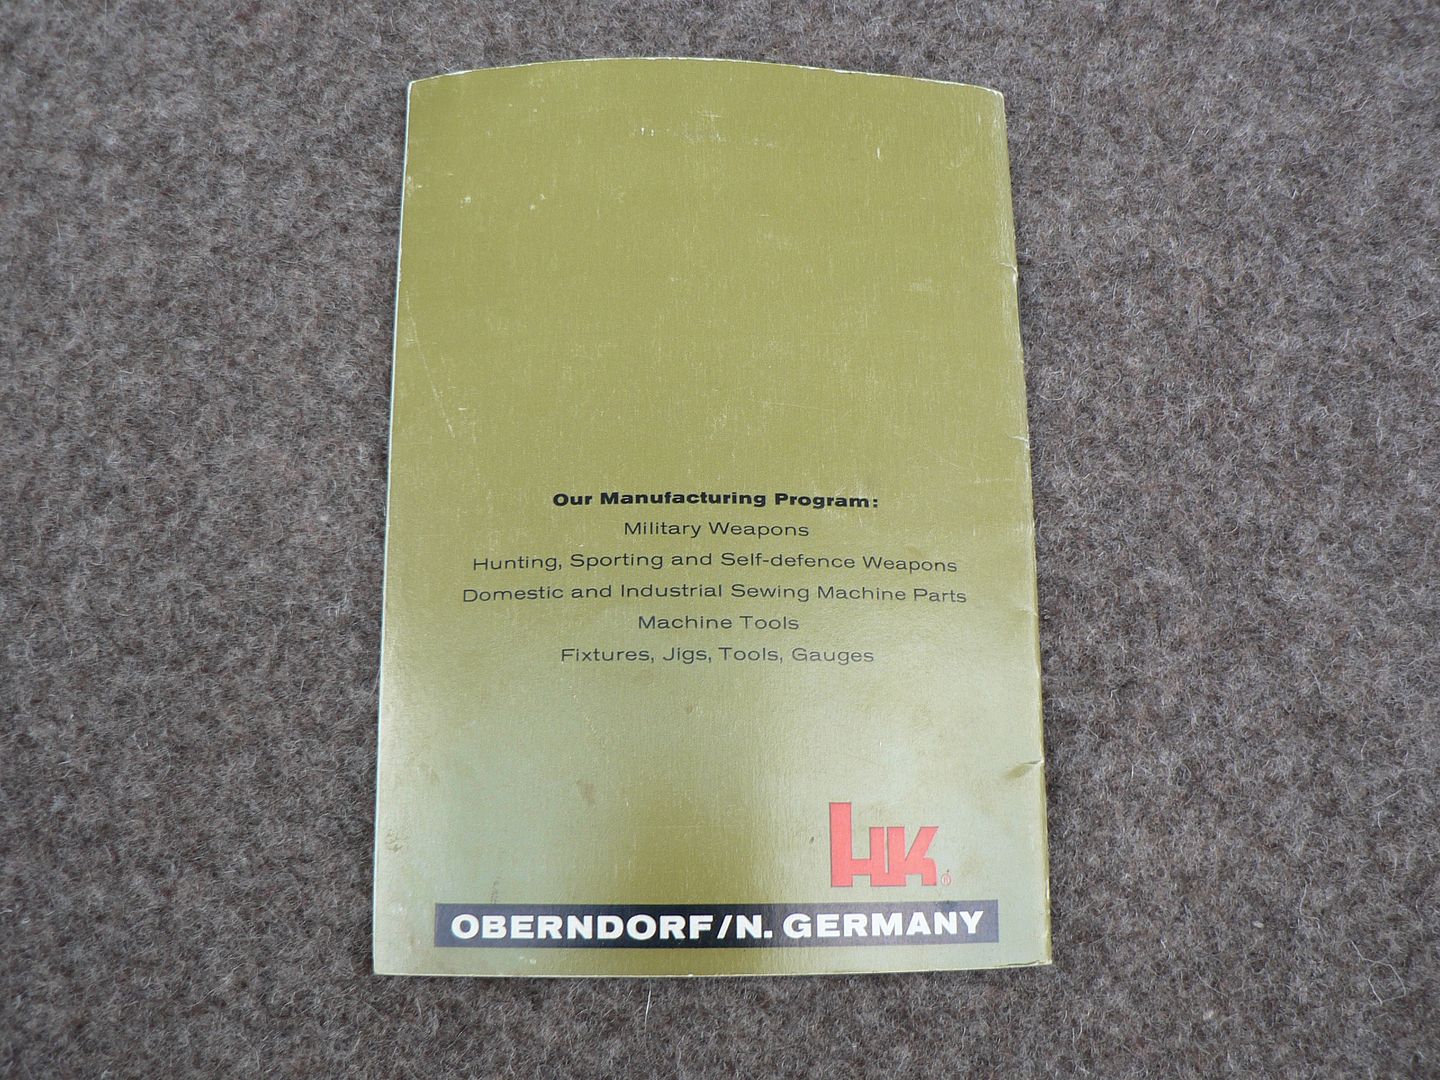 Our Manufacturing Program:
Military Weapons
Hunting, Sporting and Self-defence Weapons
Domestic and Industrial Sewing Machine Parts
Machine Tools
Fixtures, Jigs, Tools, Gauges
HK®
OBERNDORF/N. GERMANY